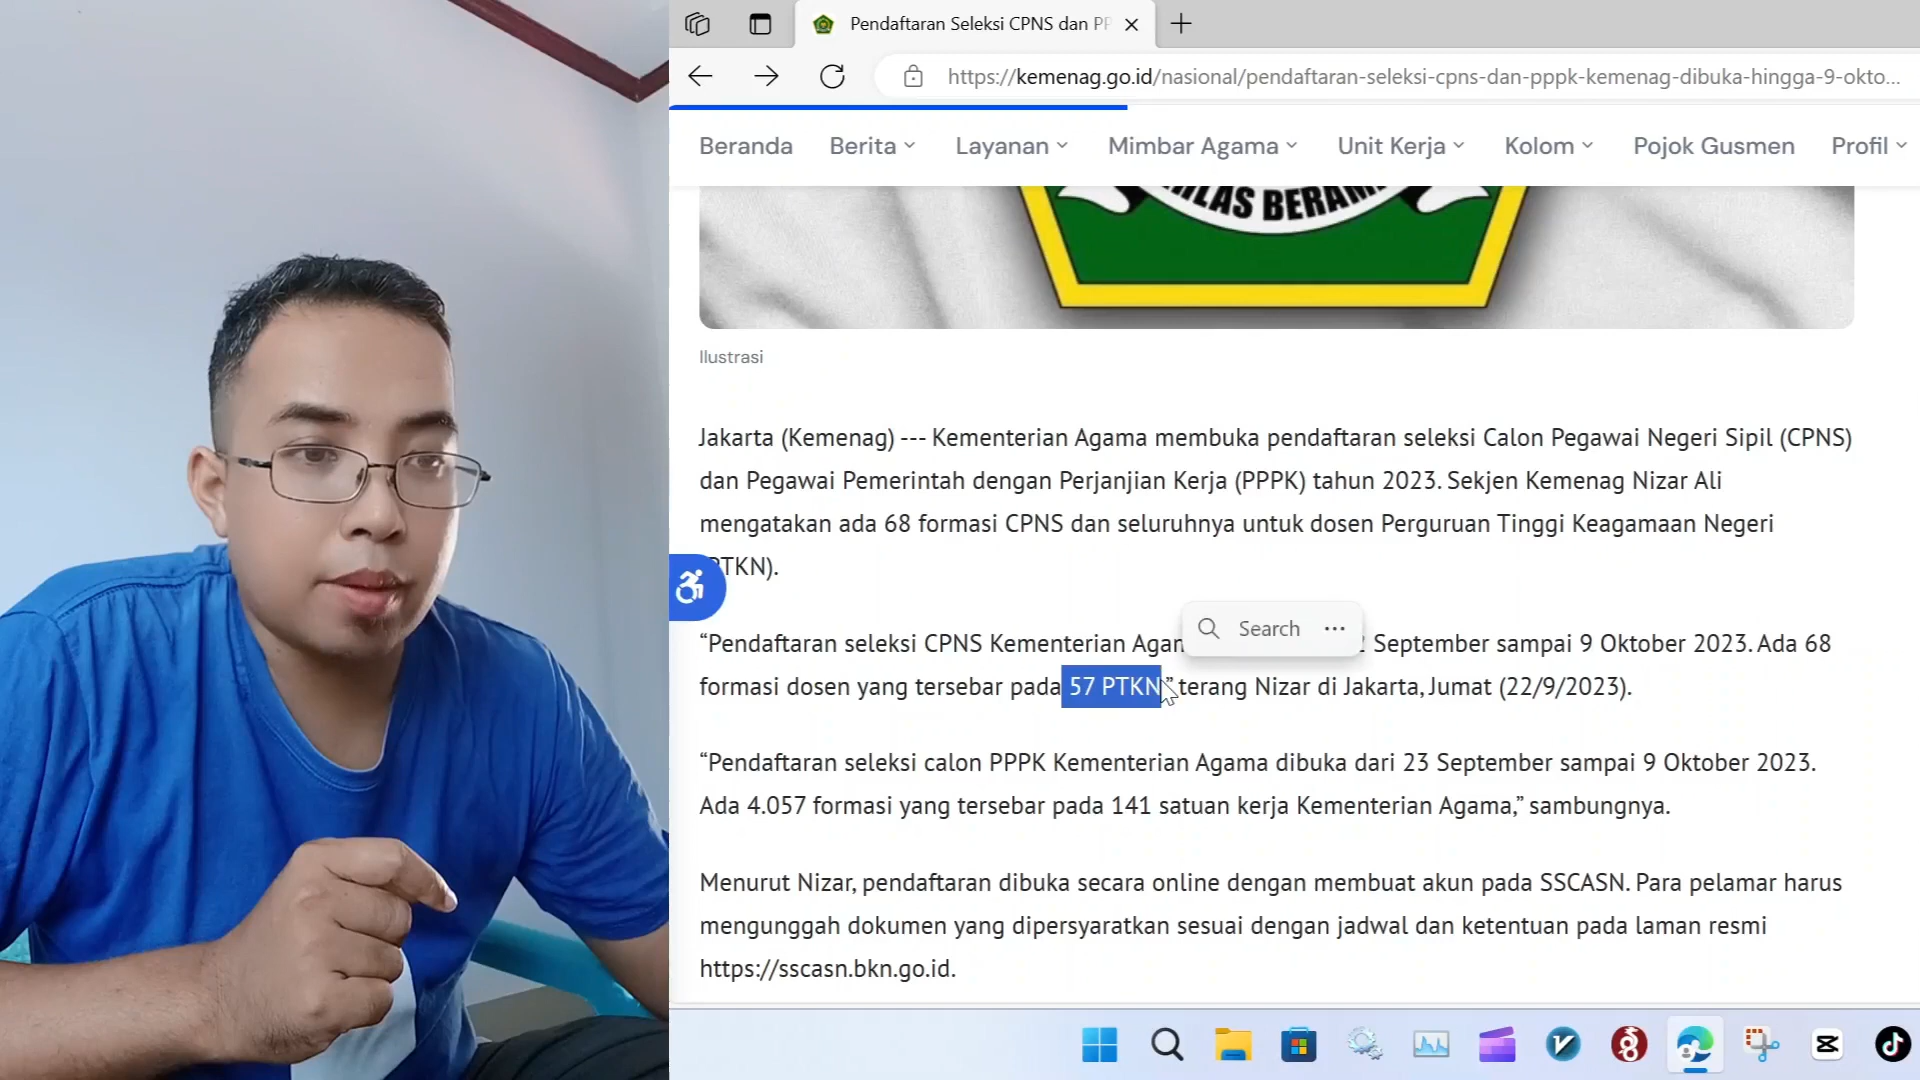 Pendaftaran Seleksi CPNS dan PP
https://kemenag.go.id/nasional/pendaftaran-seleksi-cpns-dan-pppk-kemenag-dibuka-hingga-9-okto...
Beranda Berita Layanan Mimbar Agama Unit Kerja Kolom Pojok Gusmen Profil
BERAM
Ilustrasi
Jakarta (Kemenag) --- Kementerian Agama membuka pendaftaran seleksi Calon Pegawai Negeri Sipil (CPNS)
dan Pegawai Pemerintah dengan Perjanjian Kerja (PPPK) tahun 2023. Sekjen Kemenag Nizar Ali
mengatakan ada 68 formasi CPNS dan seluruhnya untuk dosen Perguruan Tinggi Keagamaan Negeri
PTKN).
Search ...
“Pendaftaran seleksi CPNS Kementerian Agam 2 September sampai 9 Oktober 2023. Ada 68
formasi dosen yang tersebar pada 57 PTKN,” terang Nizar di Jakarta, Jumat (22/9/2023).
“Pendaftaran seleksi calon PPPK Kementerian Agama dibuka dari 23 September sampai 9 Oktober 2023.
Ada 4.057 formasi yang tersebar pada 141 satuan kerja Kementerian Agama,” sambungnya.
Menurut Nizar, pendaftaran dibuka secara online dengan membuat akun pada SSCASN. Para pelamar harus
mengunggah dokumen yang dipersyaratkan sesuai dengan jadwal dan ketentuan pada laman resmi
https://sscasn.bkn.go.id.